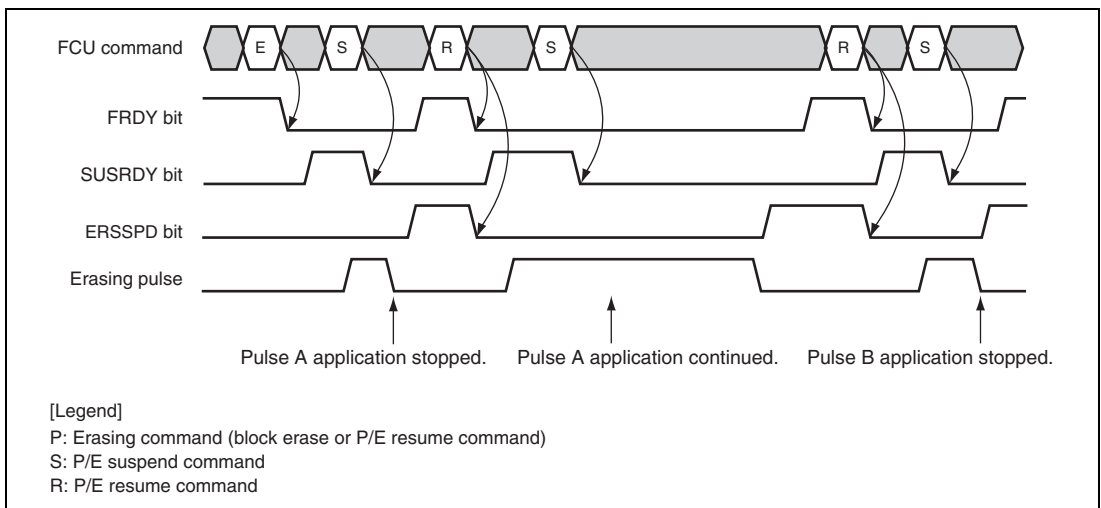 FCU command
E S R S R S
FRDY bit
SUSRDY bit
ERSSPD bit
Erasing pulse
Pulse A application stopped. Pulse A application continued. Pulse B application stopped.
[Legend]
P: Erasing command (block erase or P/E resume command)
S: P/E suspend command
R: P/E resume command